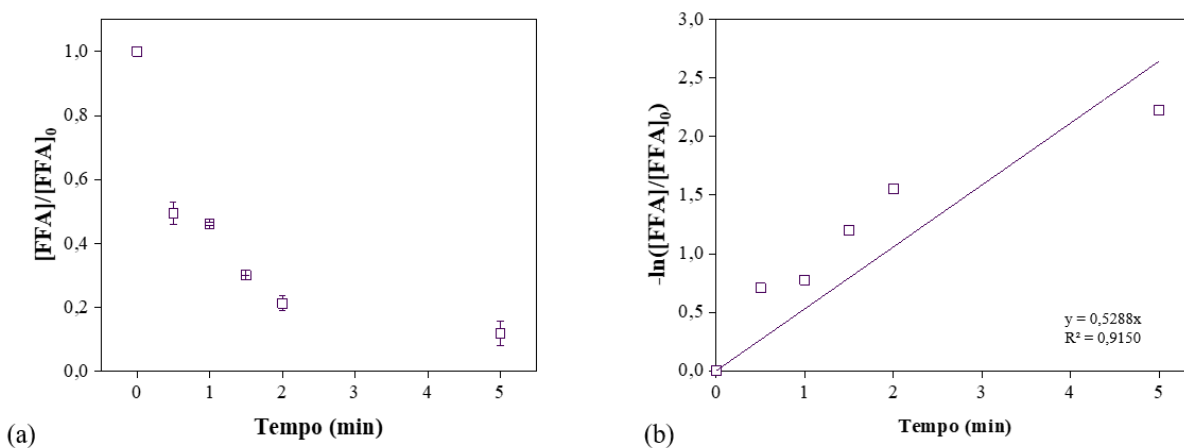 [FFA]/[FFA]₀
1,0
0,8
0,6
0,4
0,2
0,0
0 1 2 3 4 5
Tempo (min)
(a)
-ln([FFA]/[FFA]₀)
3,0
2,5
2,0
1,5
1,0
0,5
0,0
y = 0,5288x
R² = 0,9150
0 1 2 3 4 5
Tempo (min)
(b)